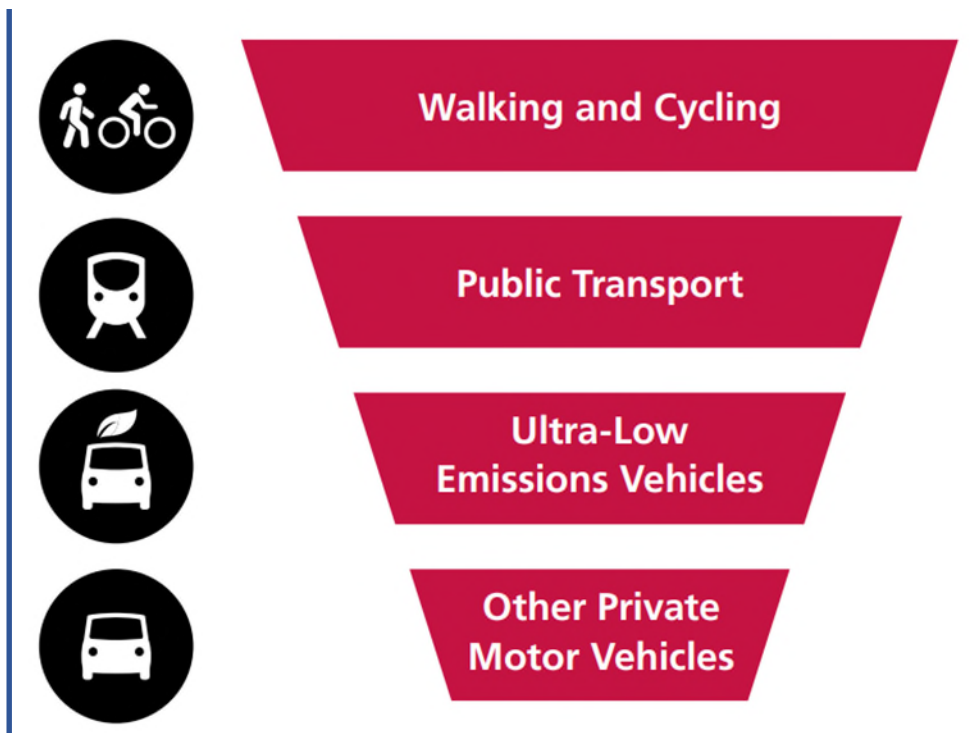 Walking and Cycling
Public Transport
Ultra-Low
Emissions Vehicles
Other Private
Motor Vehicles